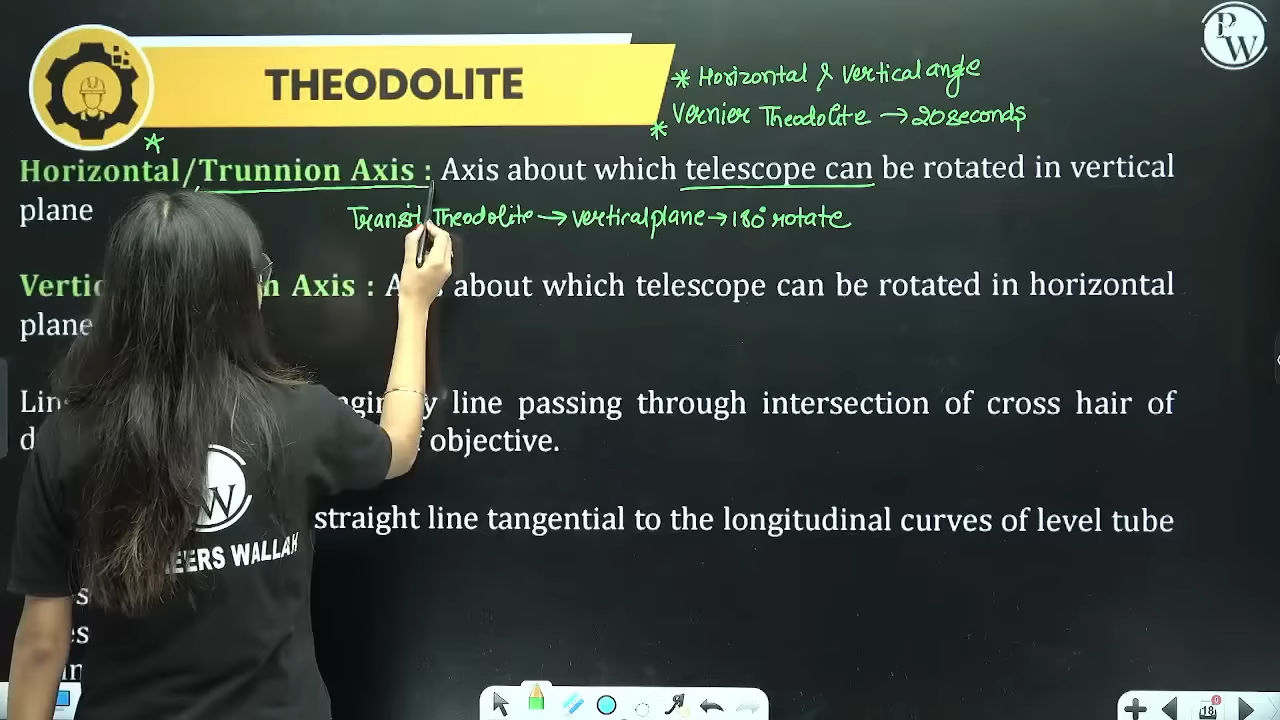 PW
THEODOLITE
* Horizontal & Vertical angle
* Vernier Theodolite → 20 seconds
Horizontal/Trunnion Axis : Axis about which telescope can be rotated in vertical
plane
Transit Theodolite → vertical plane → 180° rotate
Axis : about which telescope can be rotated in horizontal
plane
line passing through intersection of cross hair of
objective.
straight line tangential to the longitudinal curves of level tube
W
EERS WALLAH
18